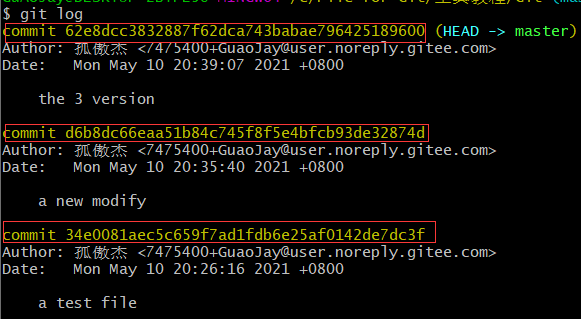 $ git log
commit 62e8dcc3832887f62dca743babae796425189600 (HEAD -> master)
Author: 孤傲杰 <7475400+GuaoJay@user.noreply.gitee.com>
Date:   Mon May 10 20:39:07 2021 +0800
the 3 version
commit d6b8dc66eaa51b84c745f8f5e4bfcb93de32874d
Author: 孤傲杰 <7475400+GuaoJay@user.noreply.gitee.com>
Date:   Mon May 10 20:35:40 2021 +0800
a new modify
commit 34e0081aec5c659f7ad1fdb6e25af0142de7dc3f
Author: 孤傲杰 <7475400+GuaoJay@user.noreply.gitee.com>
Date:   Mon May 10 20:26:16 2021 +0800
a test file